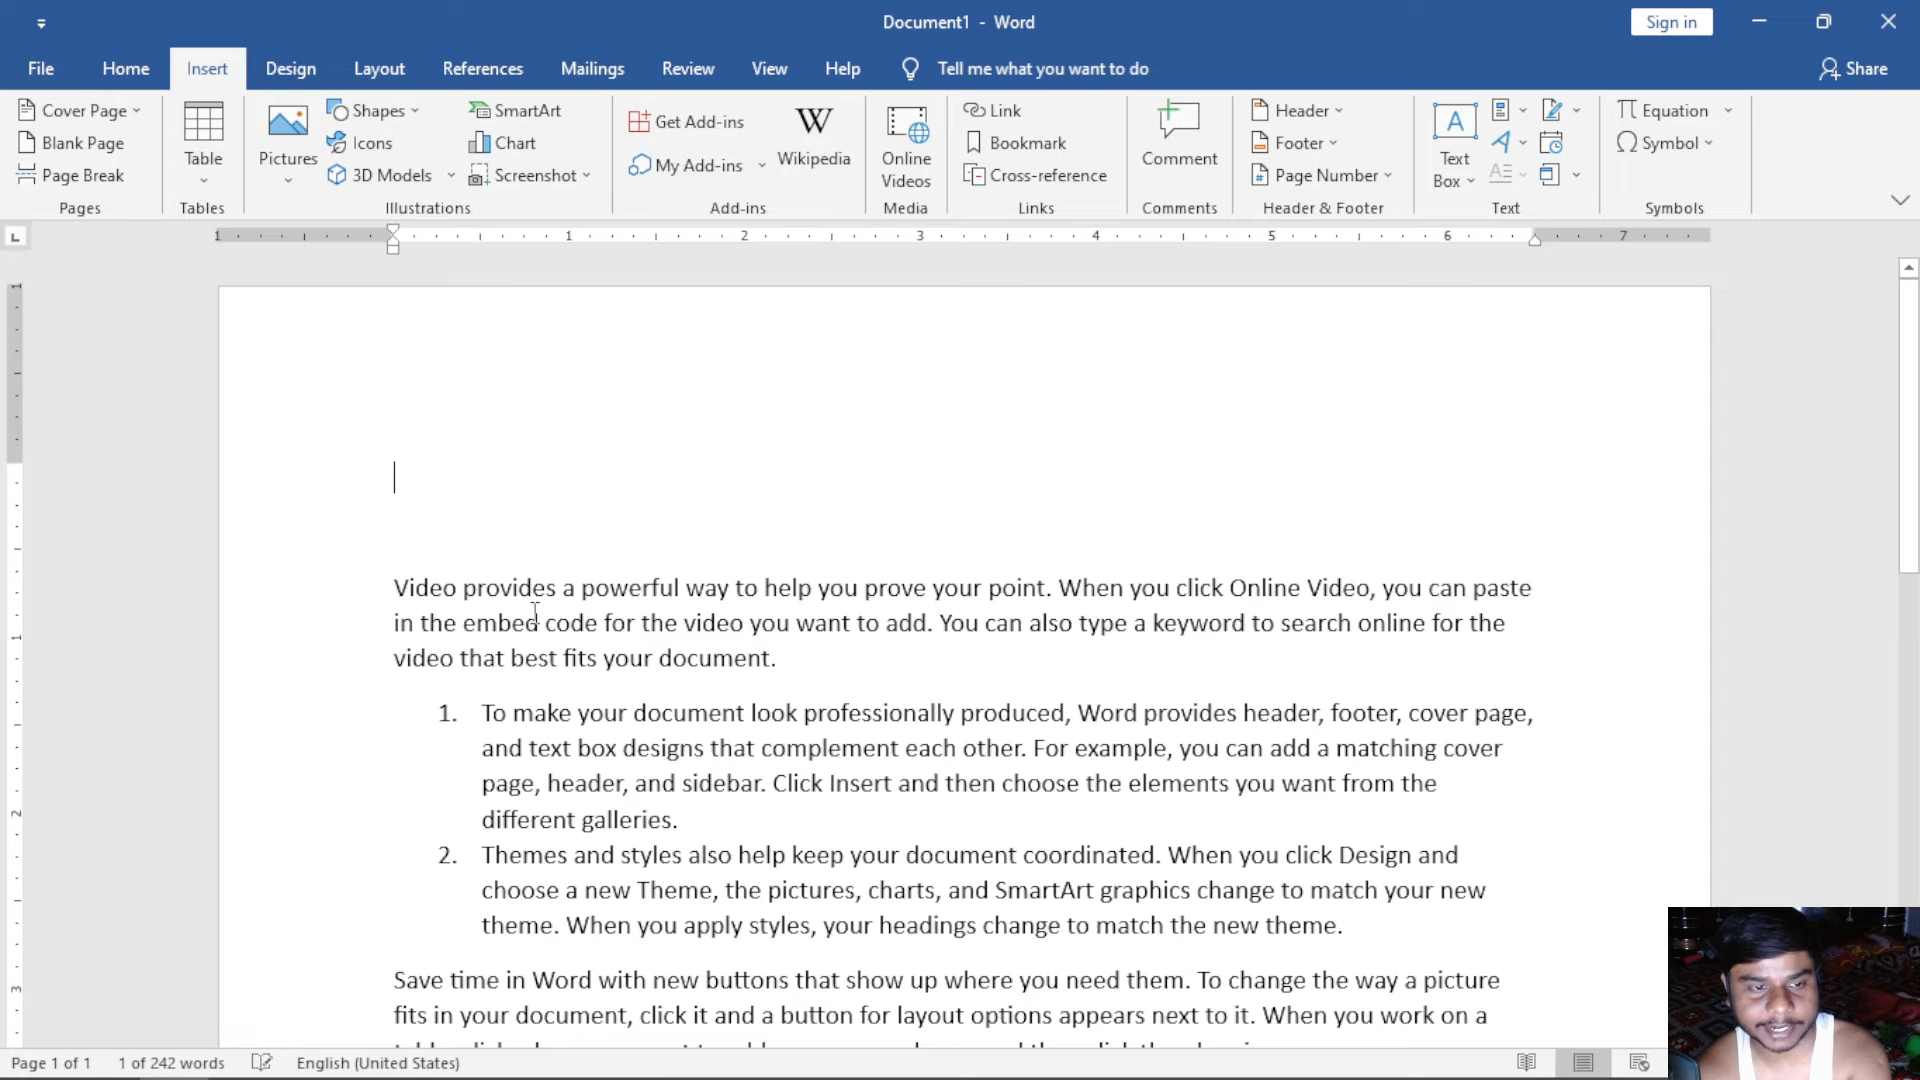 Document1 - Word
Sign in
File Home Insert Design Layout References Mailings Review View Help Tell me what you want to do Share
Cover Page
Blank Page
Page Break
Pages
Table
Tables
Pictures
Shapes
Icons
3D Models
SmartArt
Chart
Screenshot
Illustrations
Get Add-ins
My Add-ins
W
Wikipedia
Add-ins
Online
Videos
Media
Link
Bookmark
Cross-reference
Links
Comment
Comments
Header
Footer
Page Number
Header & Footer
A
Text
Box
Text
π Equation
Ω Symbol
Symbols
L
1 1 2 3 4 5 6 7
1
1
2
3
Video provides a powerful way to help you prove your point. When you click Online Video, you can paste
in the embed code for the video you want to add. You can also type a keyword to search online for the
video that best fits your document.
1. To make your document look professionally produced, Word provides header, footer, cover page,
and text box designs that complement each other. For example, you can add a matching cover
page, header, and sidebar. Click Insert and then choose the elements you want from the
different galleries.
2. Themes and styles also help keep your document coordinated. When you click Design and
choose a new Theme, the pictures, charts, and SmartArt graphics change to match your new
theme. When you apply styles, your headings change to match the new theme.
Save time in Word with new buttons that show up where you need them. To change the way a picture
fits in your document, click it and a button for layout options appears next to it. When you work on a
Page 1 of 1 1 of 242 words English (United States)